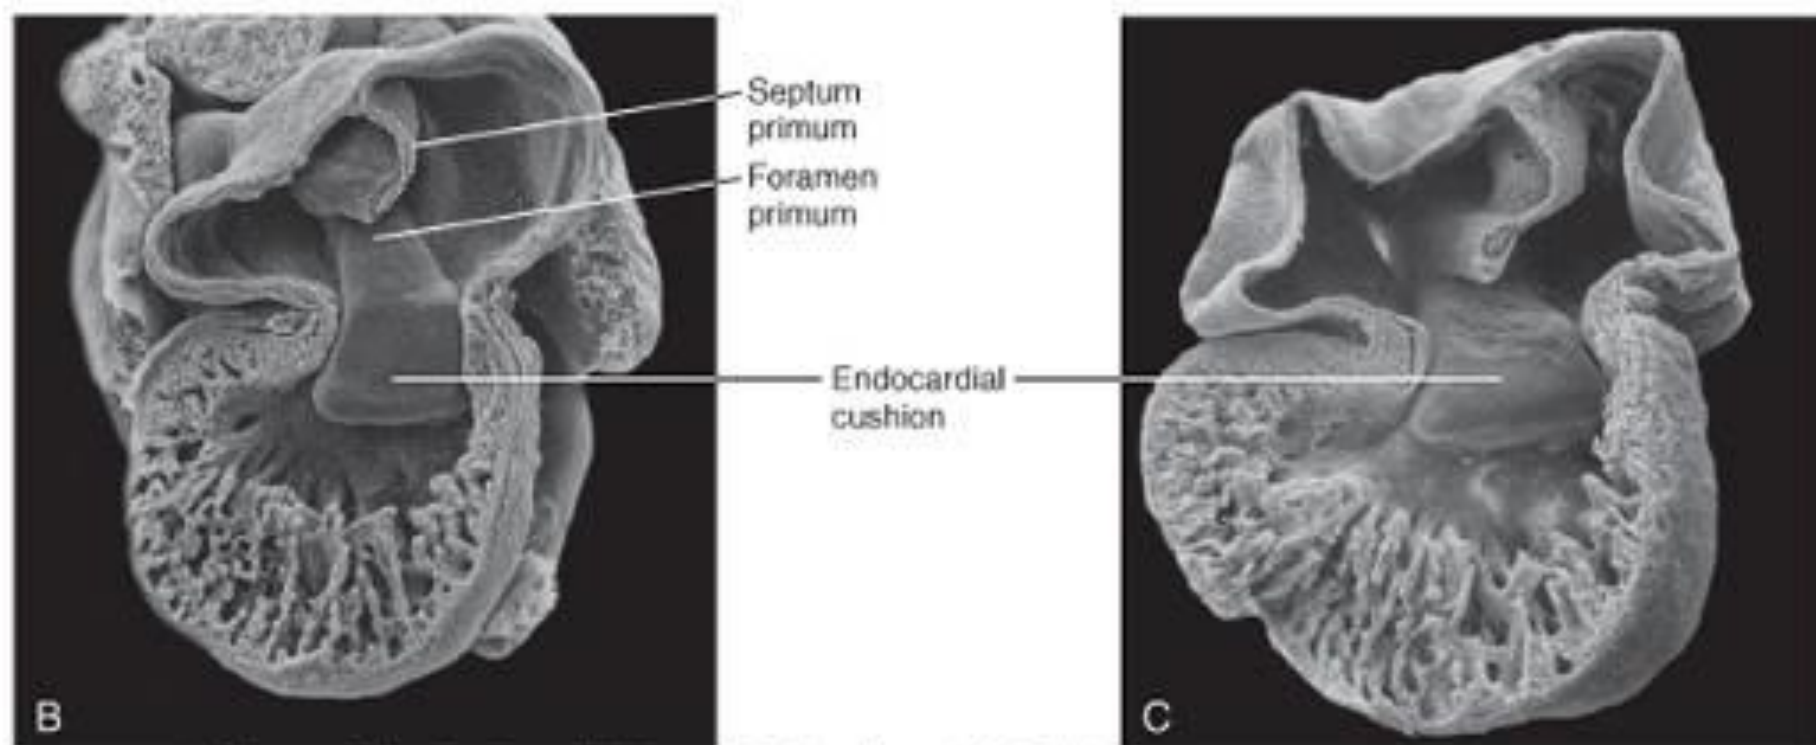 Septum
primum
Foramen
primum
Endocardial
cushion
B
C